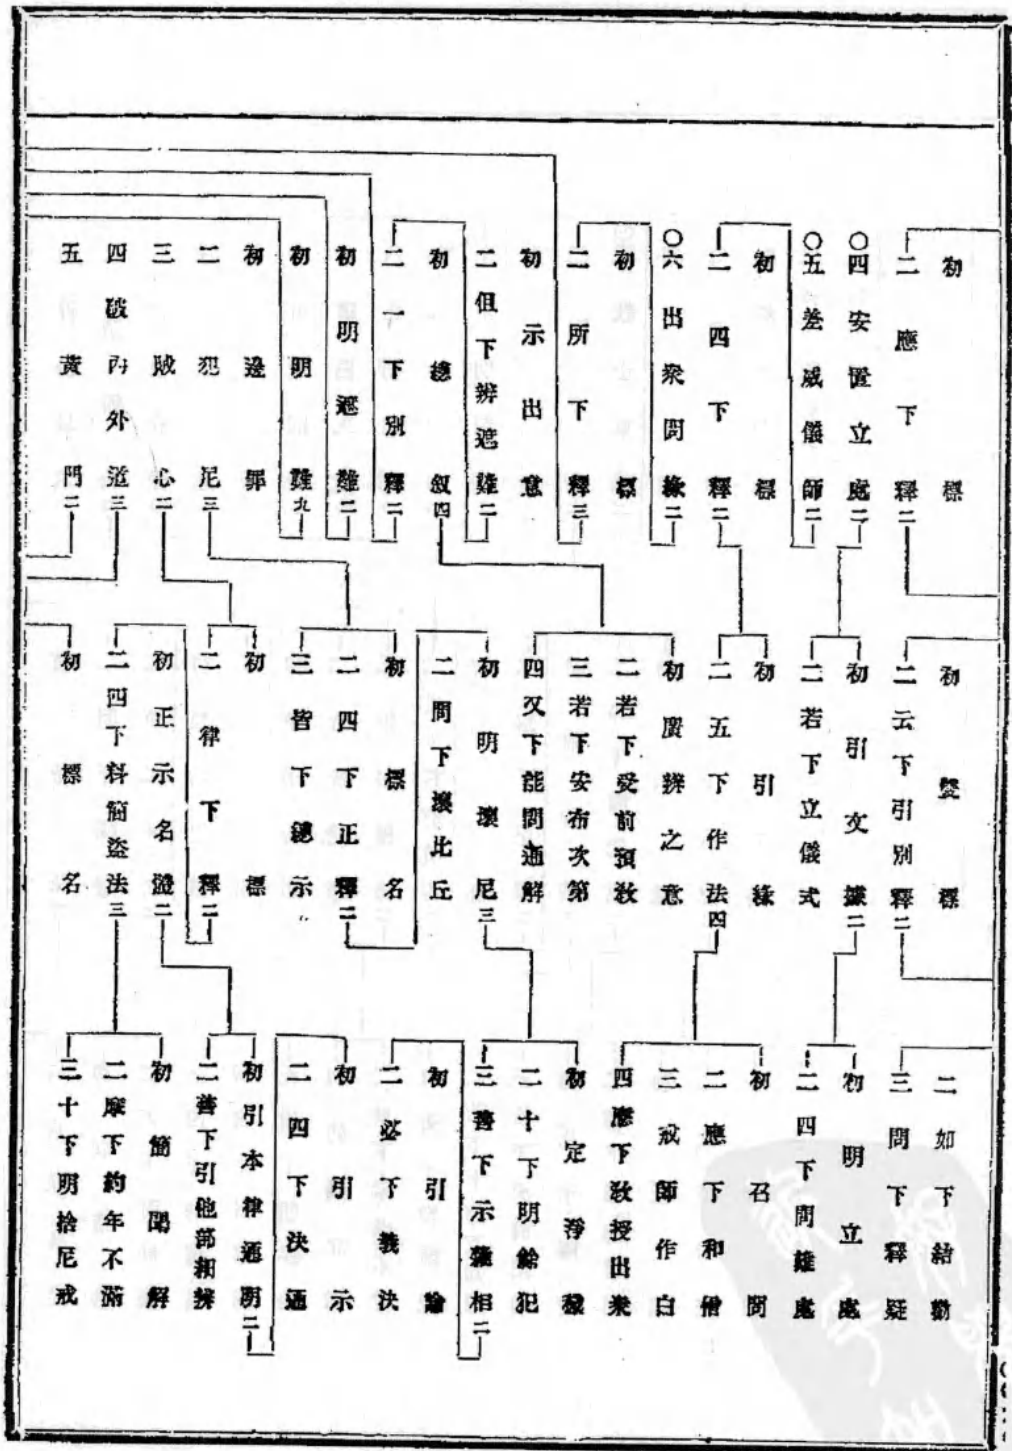 初標
二應下釋二
○四安置立處二
○五差威儀師二
初標
二四下釋二
○六出衆問緣二
初標
二所下釋三
初示出意
二但下辨遮難二
初總叙四
二一下別釋二
初明遮難二
初明難九
初邊罪
二犯尼三
三賊心二
四破內外道三
五黃門二
初豎標
二云下引別釋二
初引文據二
二若下立儀式
初引緣
二五下作法四
初廣辨之意
二若下受前預敎
三若下安布次第
四又下能問通解
初明壞尼三
二問下壞比丘
初標名
二四下正釋二
三皆下總示
初標
二律下釋二
初正示名濫二
二四下料簡盜法三
初標名
二如下結勸
三問下釋疑
初明立處
二四下問難處
初召問
二應下和僧
三戒師作白
四應下敎授出衆
初定淨穢
二十下明餘犯
三善下示犯相二
初引論
二必下義決
初引示
二四下決通
初引本律通明二
二善下引他部相辨
初簡聞解
二摩下約年不滿
三十下明捨尼戒